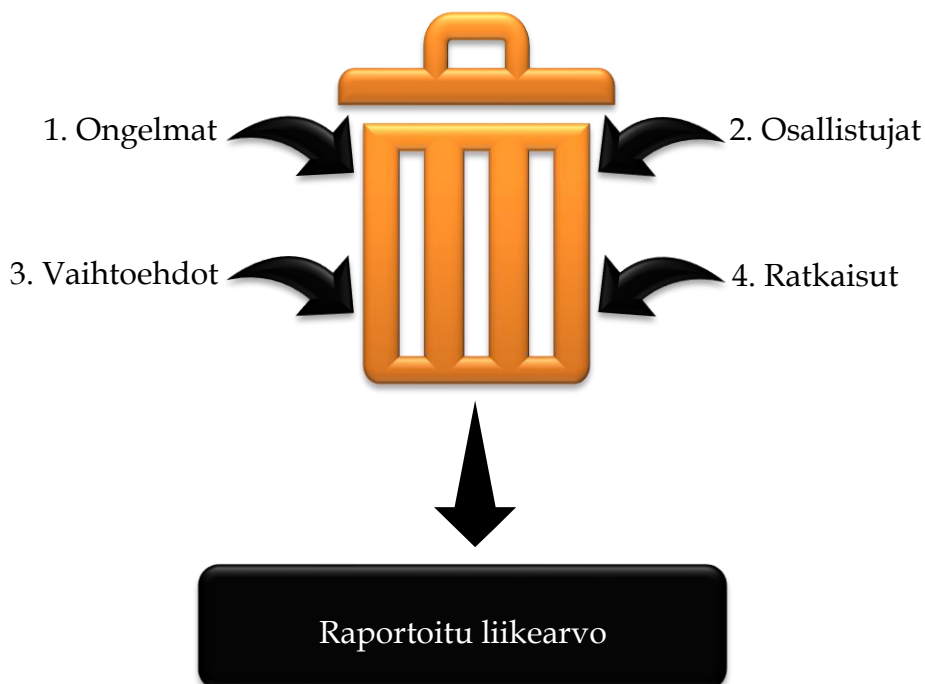 1. Ongelmat
2. Osallistujat
3. Vaihtoehdot
4. Ratkaisut
Raportoitu liikearvo